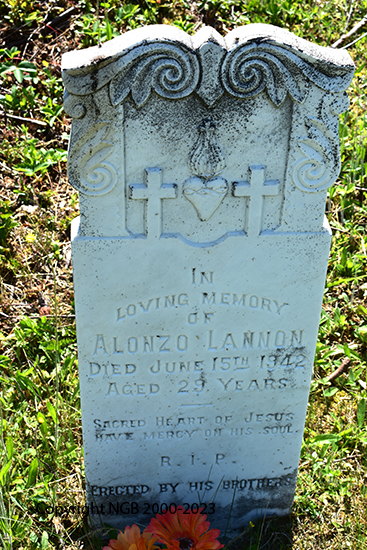 IN
LOVING MEMORY
OF
ALONZO LANNON
DIED JUNE 15TH 1942
AGED 29 YEARS
SACRED HEART OF JESUS
HAVE MERCY ON HIS SOUL.
R.I.P.
ERECTED BY HIS BROTHERS.
Copyright NGB 2000-2023